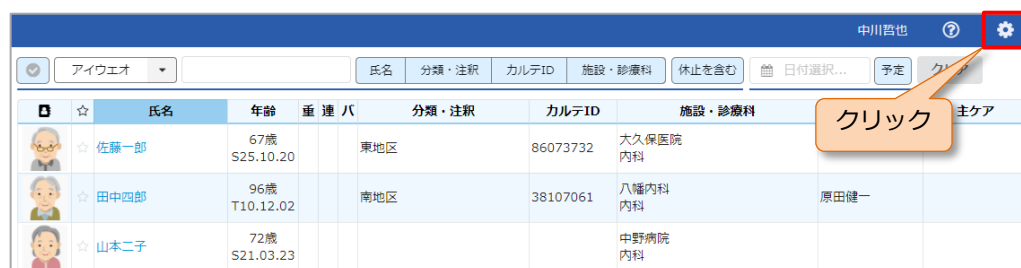 中川哲也
アイウエオ 氏名 分類・注釈 カルテID 施設・診療科 休止を含む 日付選択... 予定
クリック
氏名 年齢 重 連 バ 分類・注釈 カルテID 施設・診療科 主ケア
佐藤一郎 67歳 S25.10.20 東地区 86073732 大久保医院 内科
田中四郎 96歳 T10.12.02 南地区 38107061 八幡内科 内科 原田健一
山本二子 72歳 S21.03.23 中野病院 内科